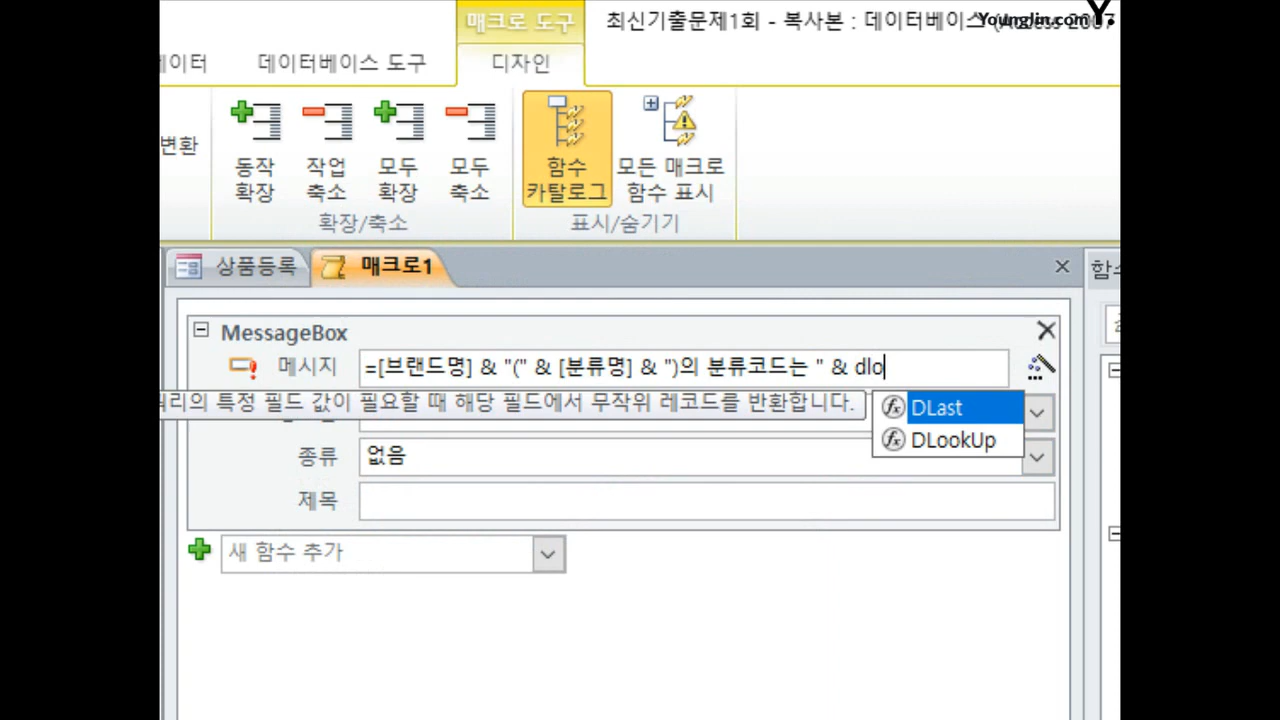 매크로 도구
최신기출문제1회 - 복사본 : 데이터베이스 (Access 2007
Youngjin.com Y.
이터
데이터베이스 도구
디자인
변환
동작 확장
작업 축소
모두 확장
모두 축소
함수 카탈로그
모든 매크로 함수 표시
확장/축소
표시/숨기기
상품등록
매크로1
함수
MessageBox
메시지
=[브랜드명] & "(" & [분류명] & ")의 분류코드는 " & dlo
쿼리의 특정 필드 값이 필요할 때 해당 필드에서 무작위 레코드를 반환합니다.
DLast
DLookUp
종류
없음
제목
새 함수 추가